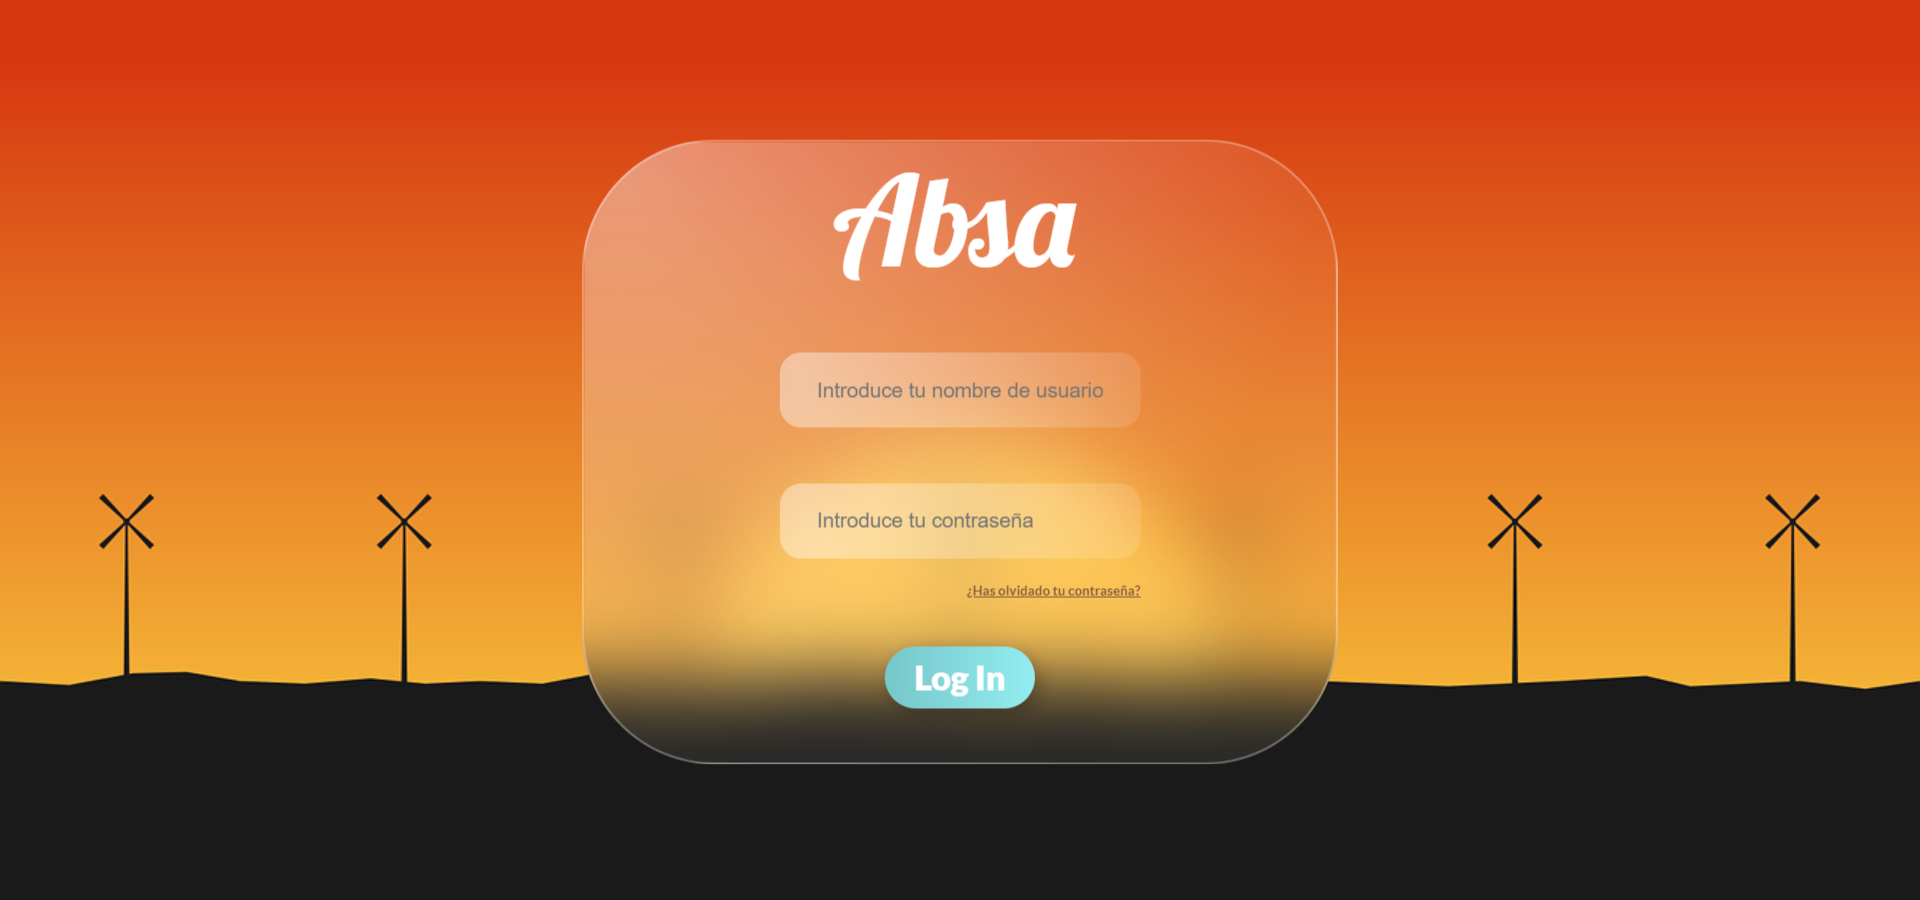 Absa
Introduce tu nombre de usuario
Introduce tu contraseña
¿Has olvidado tu contraseña?
Log In